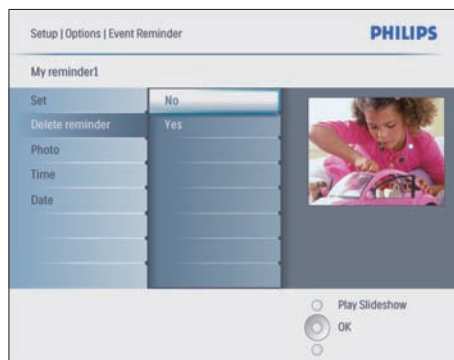 Setup | Options | Event Reminder
PHILIPS
My reminder1
Set
No
Delete reminder
Yes
Photo
Time
Date
Play Slideshow
OK